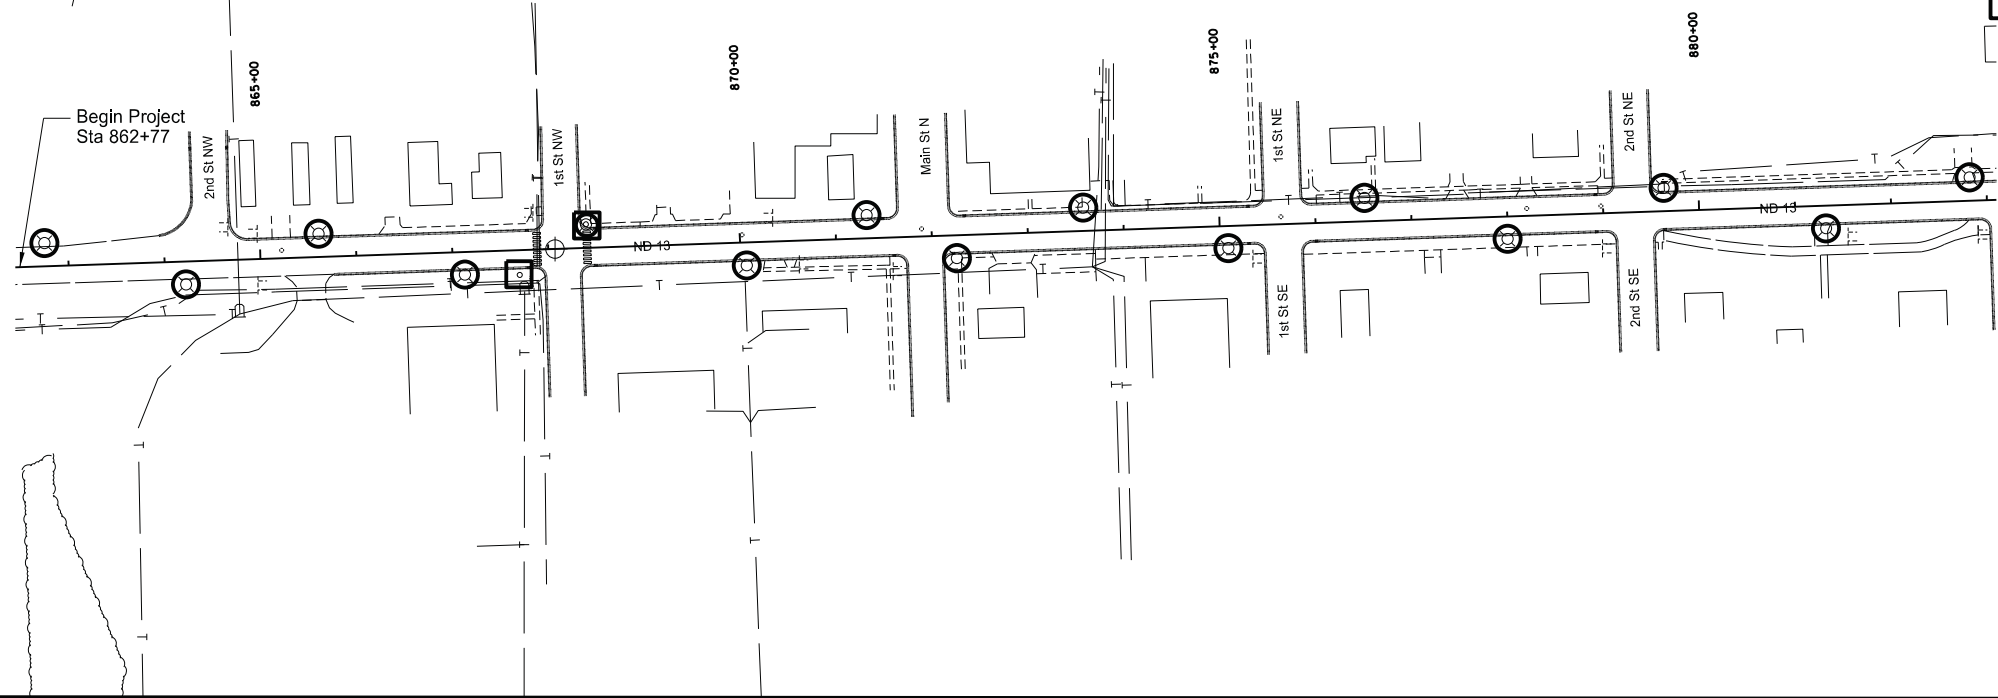 865+00
870+00
875+00
880+00
Begin Project
Sta 862+77
2nd St NW
1st St NW
Main St N
1st St NE
2nd St NE
ND 13
ND 13
1st St SE
2nd St SE